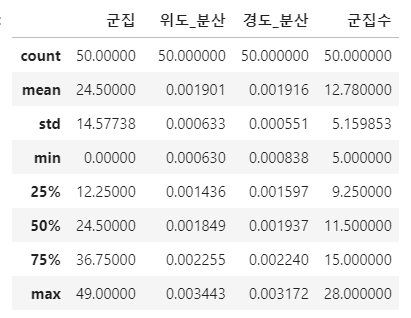 군집 위도_분산 경도_분산 군집수
count 50.00000 50.000000 50.000000 50.000000
mean 24.50000 0.001901 0.001916 12.780000
std 14.57738 0.000633 0.000551 5.159853
min 0.00000 0.000630 0.000838 5.000000
25% 12.25000 0.001436 0.001597 9.250000
50% 24.50000 0.001849 0.001937 11.500000
75% 36.75000 0.002255 0.002240 15.000000
max 49.00000 0.003443 0.003172 28.000000